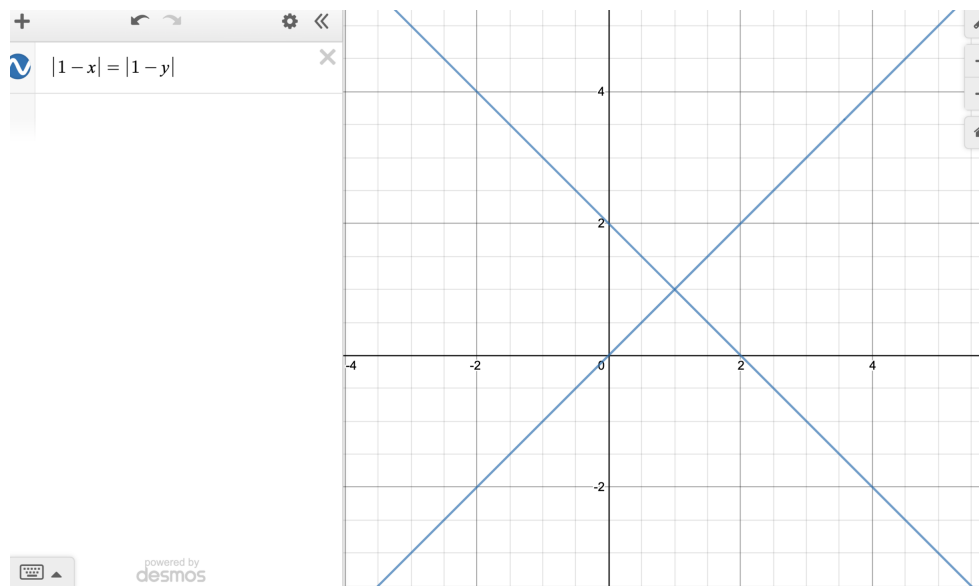 |1 − x| = |1 − y|
4
2
-4 -2 0 2 4
-2
powered by
desmos